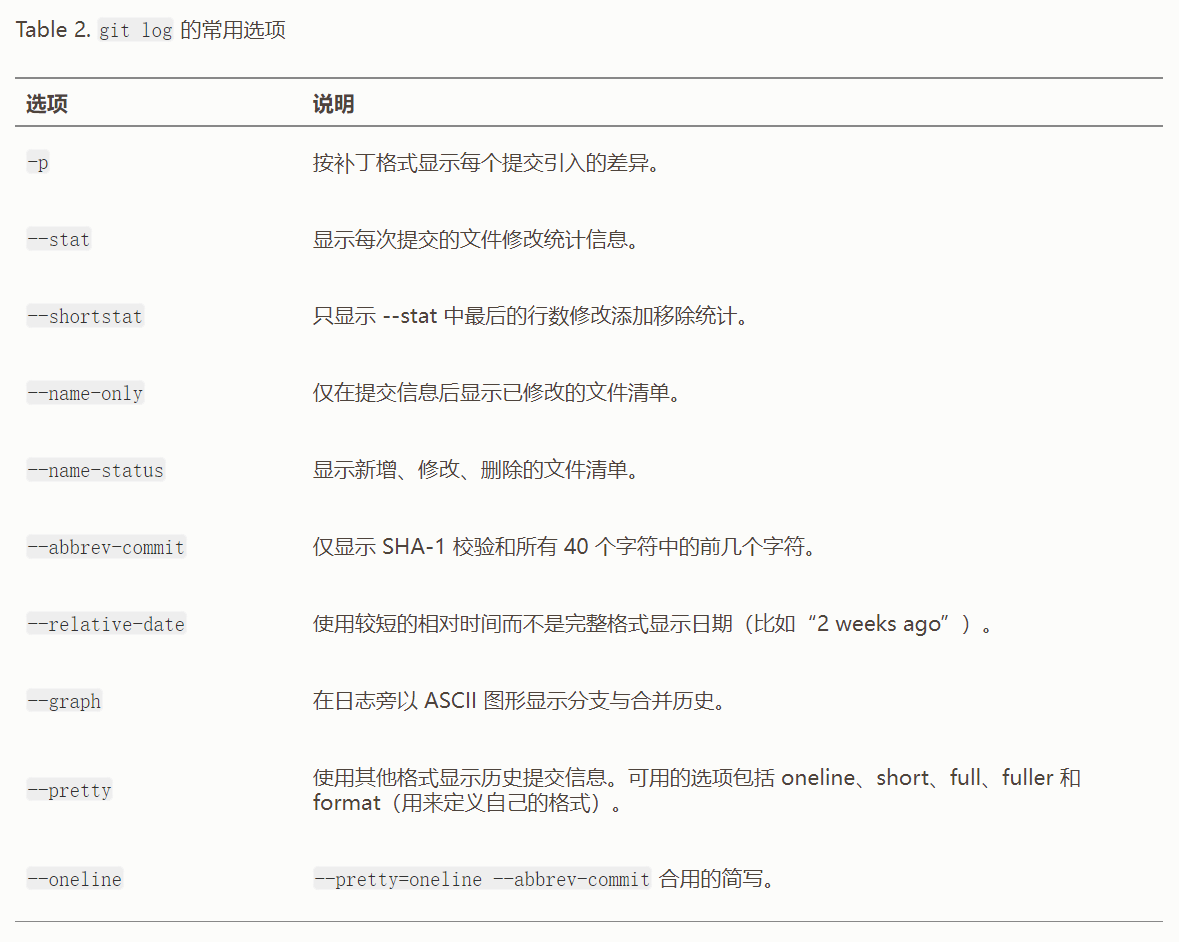 Table 2. git log 的常用选项
选项 说明
-p 按补丁格式显示每个提交引入的差异。
--stat 显示每次提交的文件修改统计信息。
--shortstat 只显示 --stat 中最后的行数修改添加移除统计。
--name-only 仅在提交信息后显示已修改的文件清单。
--name-status 显示新增、修改、删除的文件清单。
--abbrev-commit 仅显示 SHA-1 校验和所有 40 个字符中的前几个字符。
--relative-date 使用较短的相对时间而不是完整格式显示日期（比如“2 weeks ago”）。
--graph 在日志旁以 ASCII 图形显示分支与合并历史。
--pretty 使用其他格式显示历史提交信息。可用的选项包括 oneline、short、full、fuller 和
format（用来定义自己的格式）。
--oneline --pretty=oneline --abbrev-commit 合用的简写。